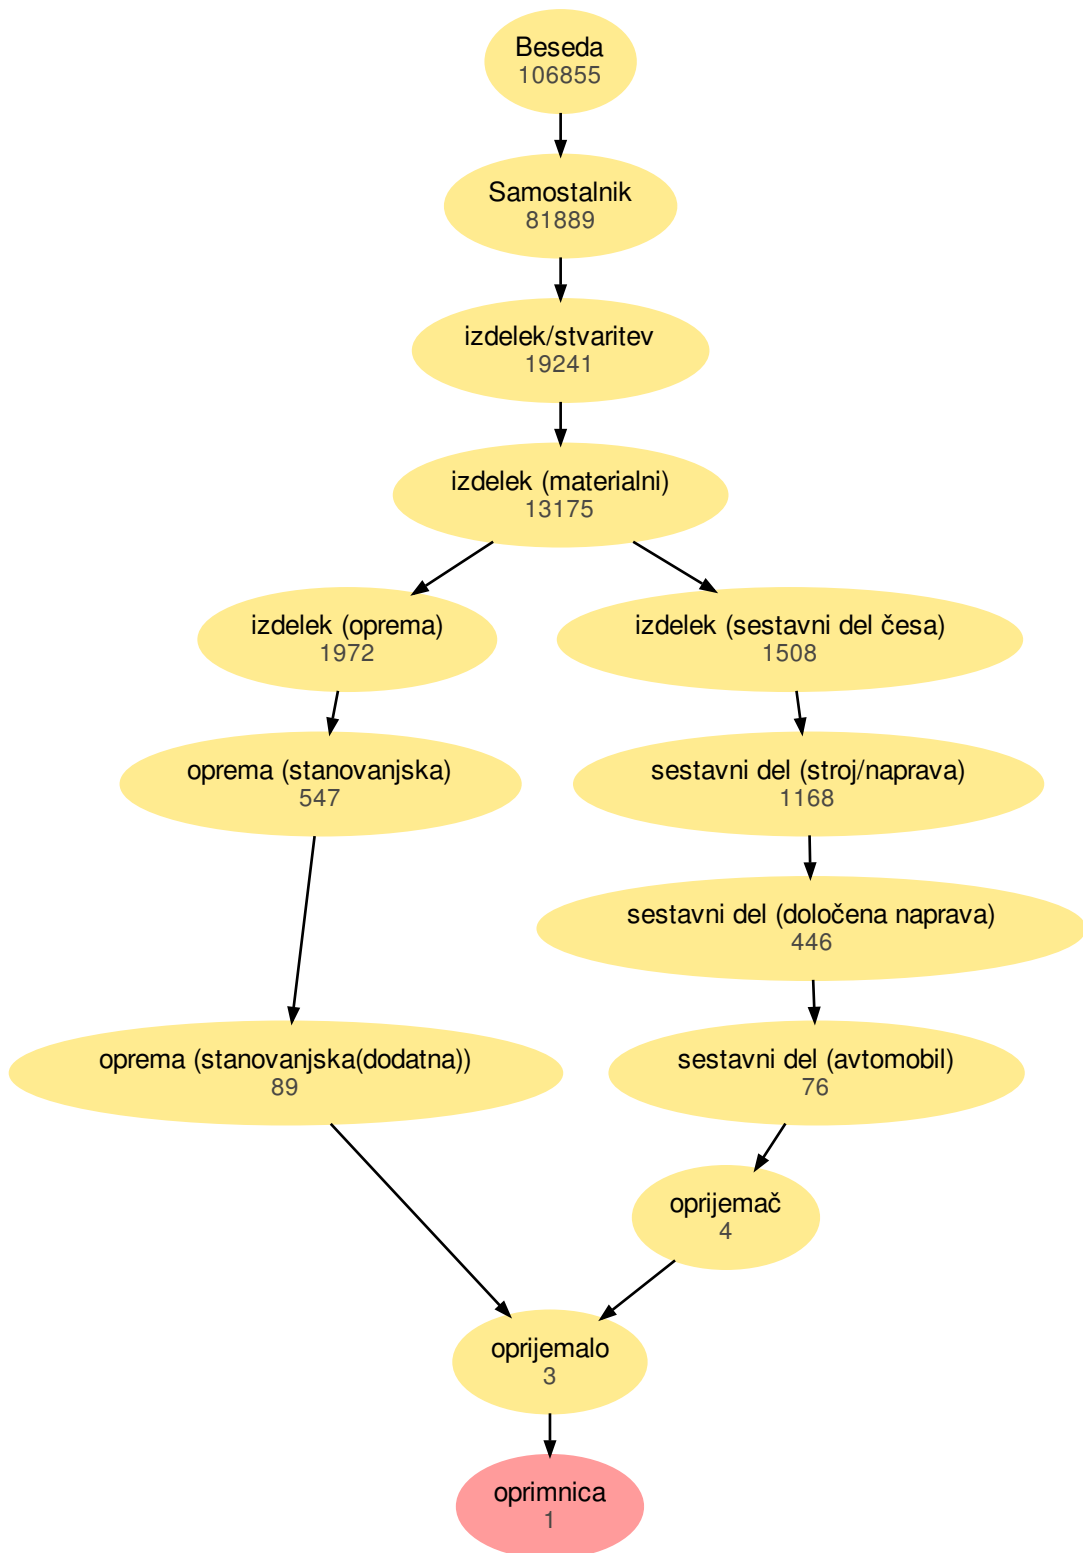 Beseda
106855
Samostalnik
81889
izdelek/stvaritev
19241
izdelek (materialni)
13175
izdelek (oprema)
1972
izdelek (sestavni del česa)
1508
oprema (stanovanjska)
547
sestavni del (stroj/naprava)
1168
sestavni del (določena naprava)
446
oprema (stanovanjska(dodatna))
89
sestavni del (avtomobil)
76
oprijemač
4
oprijemalo
3
oprimnica
1